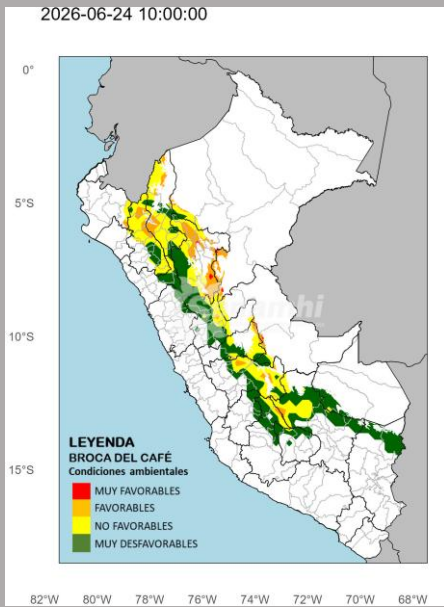 2026-06-24 10:00:00
0°
5°S
10°S
15°S
senamhi
LEYENDA
BROCA DEL CAFÉ
Condiciones ambientales
MUY FAVORABLES
FAVORABLES
NO FAVORABLES
MUY DESFAVORABLES
82°W 80°W 78°W 76°W 74°W 72°W 70°W 68°W